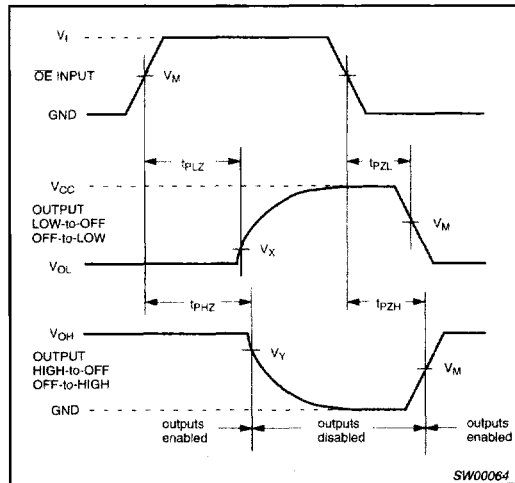 VI
OE INPUT
VM
GND
tPLZ
tPZL
VCC
OUTPUT
LOW-to-OFF
OFF-to-LOW
VM
VX
VOL
tPHZ
tPZH
VOH
OUTPUT
HIGH-to-OFF
OFF-to-HIGH
VY
VM
GND
outputs
enabled
outputs
disabled
outputs
enabled
SW00064